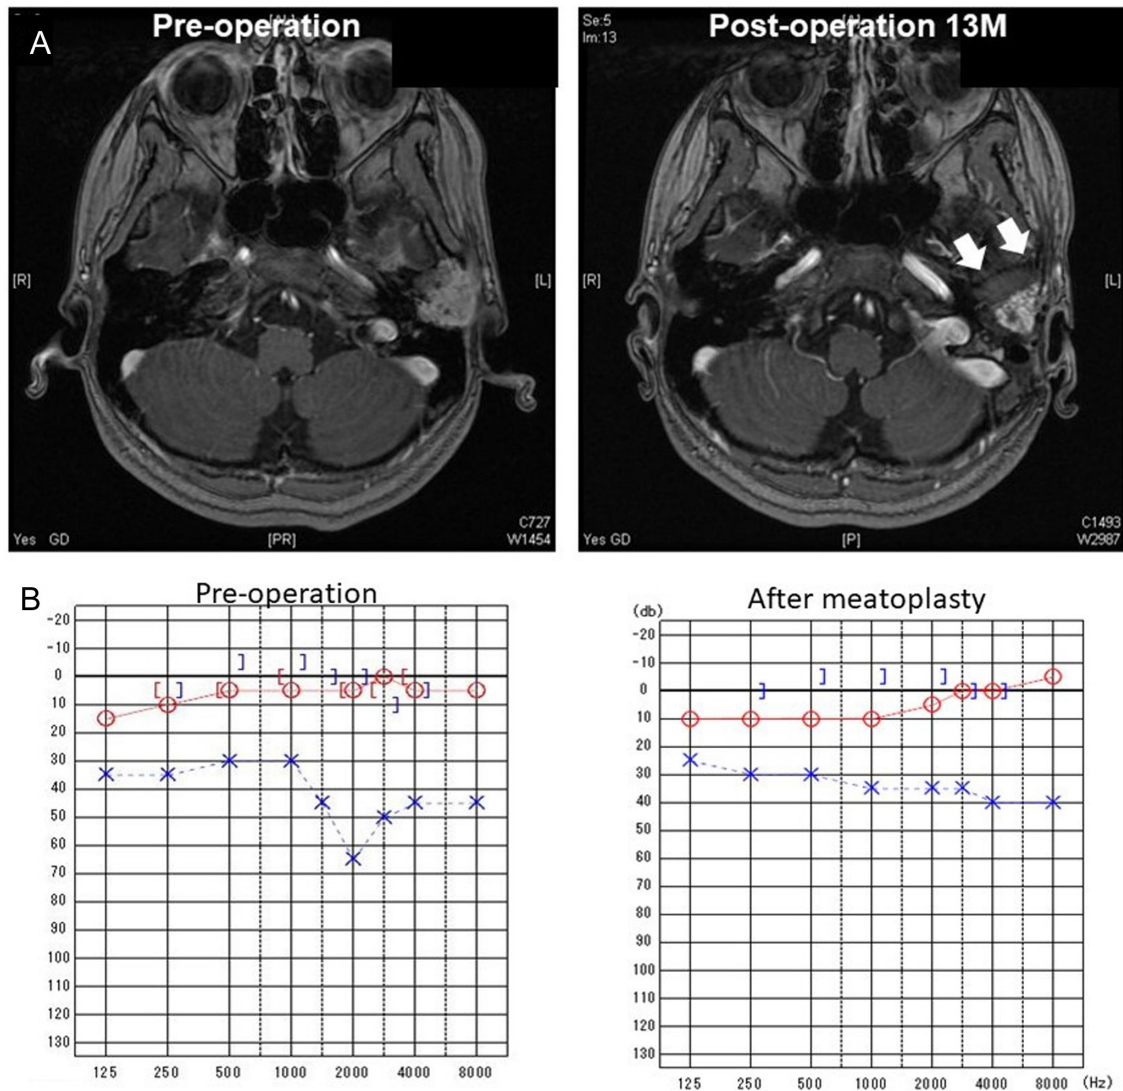 A
Pre-operation
[R]
[L]
Yes GD
[PR]
C727
W1454
Se:5
Im:13
Post-operation 13M
[R]
[L]
Yes GD
[P]
C1493
W2987
B
Pre-operation
-20
-10
0
10
20
30
40
50
60
70
80
90
100
110
120
130
125 250 500 1000 2000 4000 8000
After meatoplasty
(db)
-20
-10
0
10
20
30
40
50
60
70
80
90
100
110
120
130
125 250 500 1000 2000 4000 8000 (Hz)